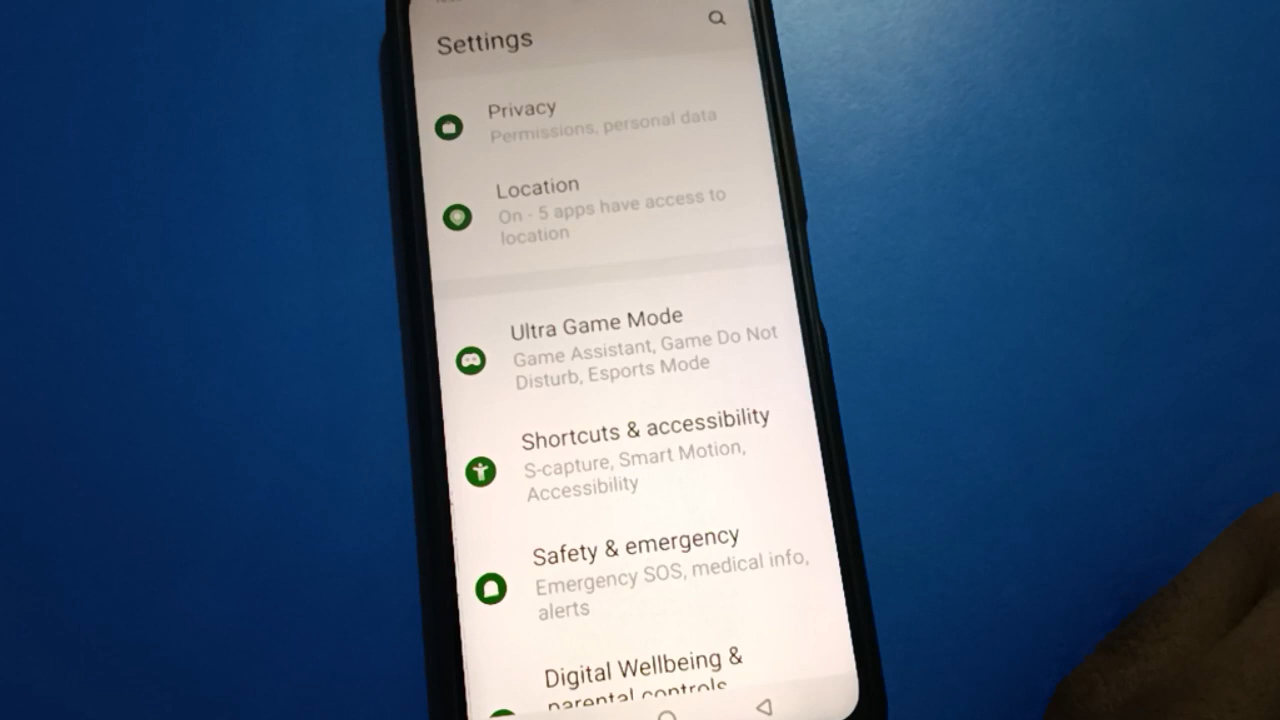 Settings
Privacy
Permissions, personal data
Location
On - 5 apps have access to
location
Ultra Game Mode
Game Assistant, Game Do Not
Disturb, Esports Mode
Shortcuts & accessibility
S-capture, Smart Motion,
Accessibility
Safety & emergency
Emergency SOS, medical info,
alerts
Digital Wellbeing &
parental controls